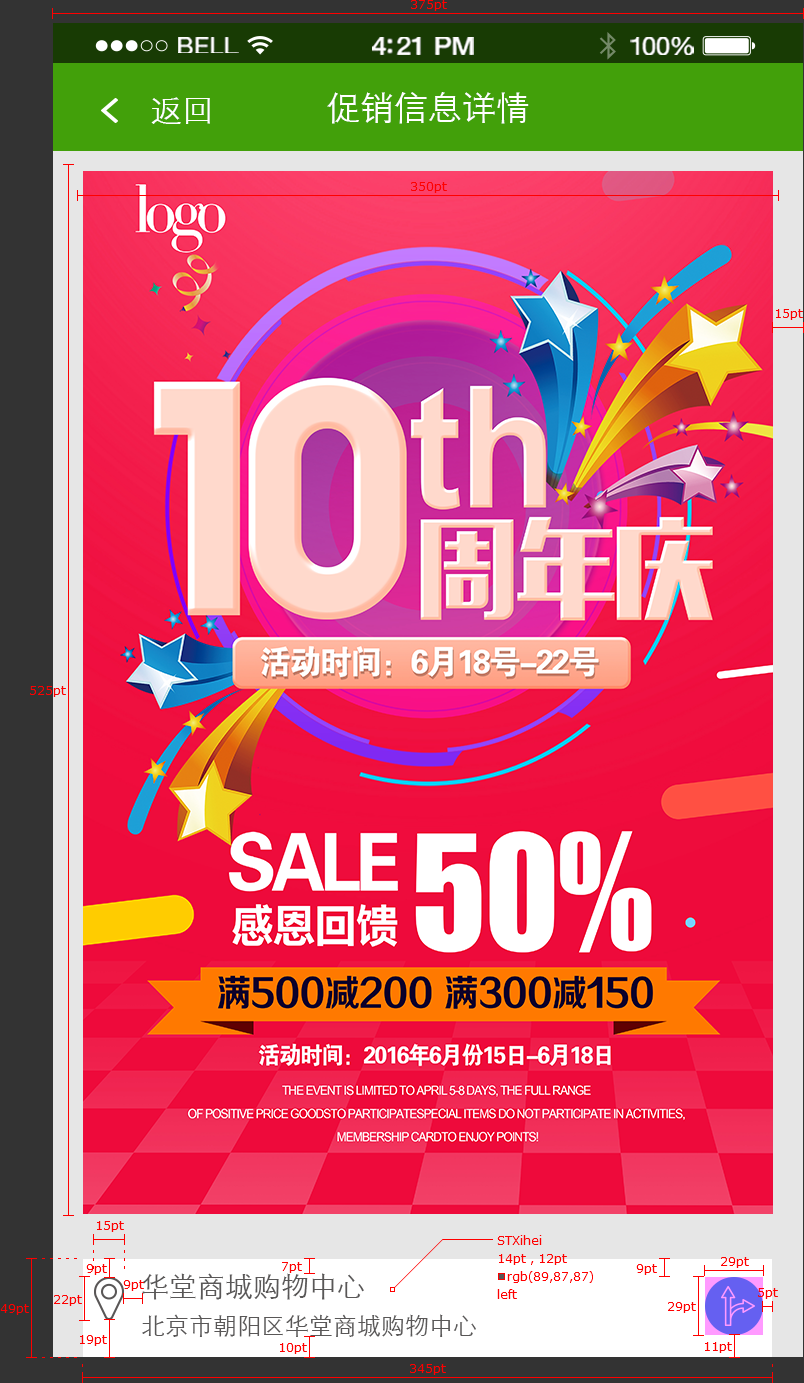 375pt
BELL 4:21 PM 100%
返回 促销信息详情
350pt
logo
15pt
10th
周年庆
活动时间：6月18号-22号
525pt
SALE 50%
感恩回馈
满500减200 满300减150
活动时间：2016年6月份15日-6月18日
THE EVENT IS LIMITED TO APRIL 5-8 DAYS, THE FULL RANGE
OF POSITIVE PRICE GOODSTO PARTICIPATESPECIAL ITEMS DO NOT PARTICIPATE IN ACTIVITIES,
MEMBERSHIP CARDTO ENJOY POINTS!
15pt
STXihei
14pt , 12pt
rgb(89,87,87)
left
9pt 7pt 9pt 29pt
华堂商城购物中心
9pt 5pt
22pt 29pt
49pt
北京市朝阳区华堂商城购物中心
19pt 10pt 11pt
345pt